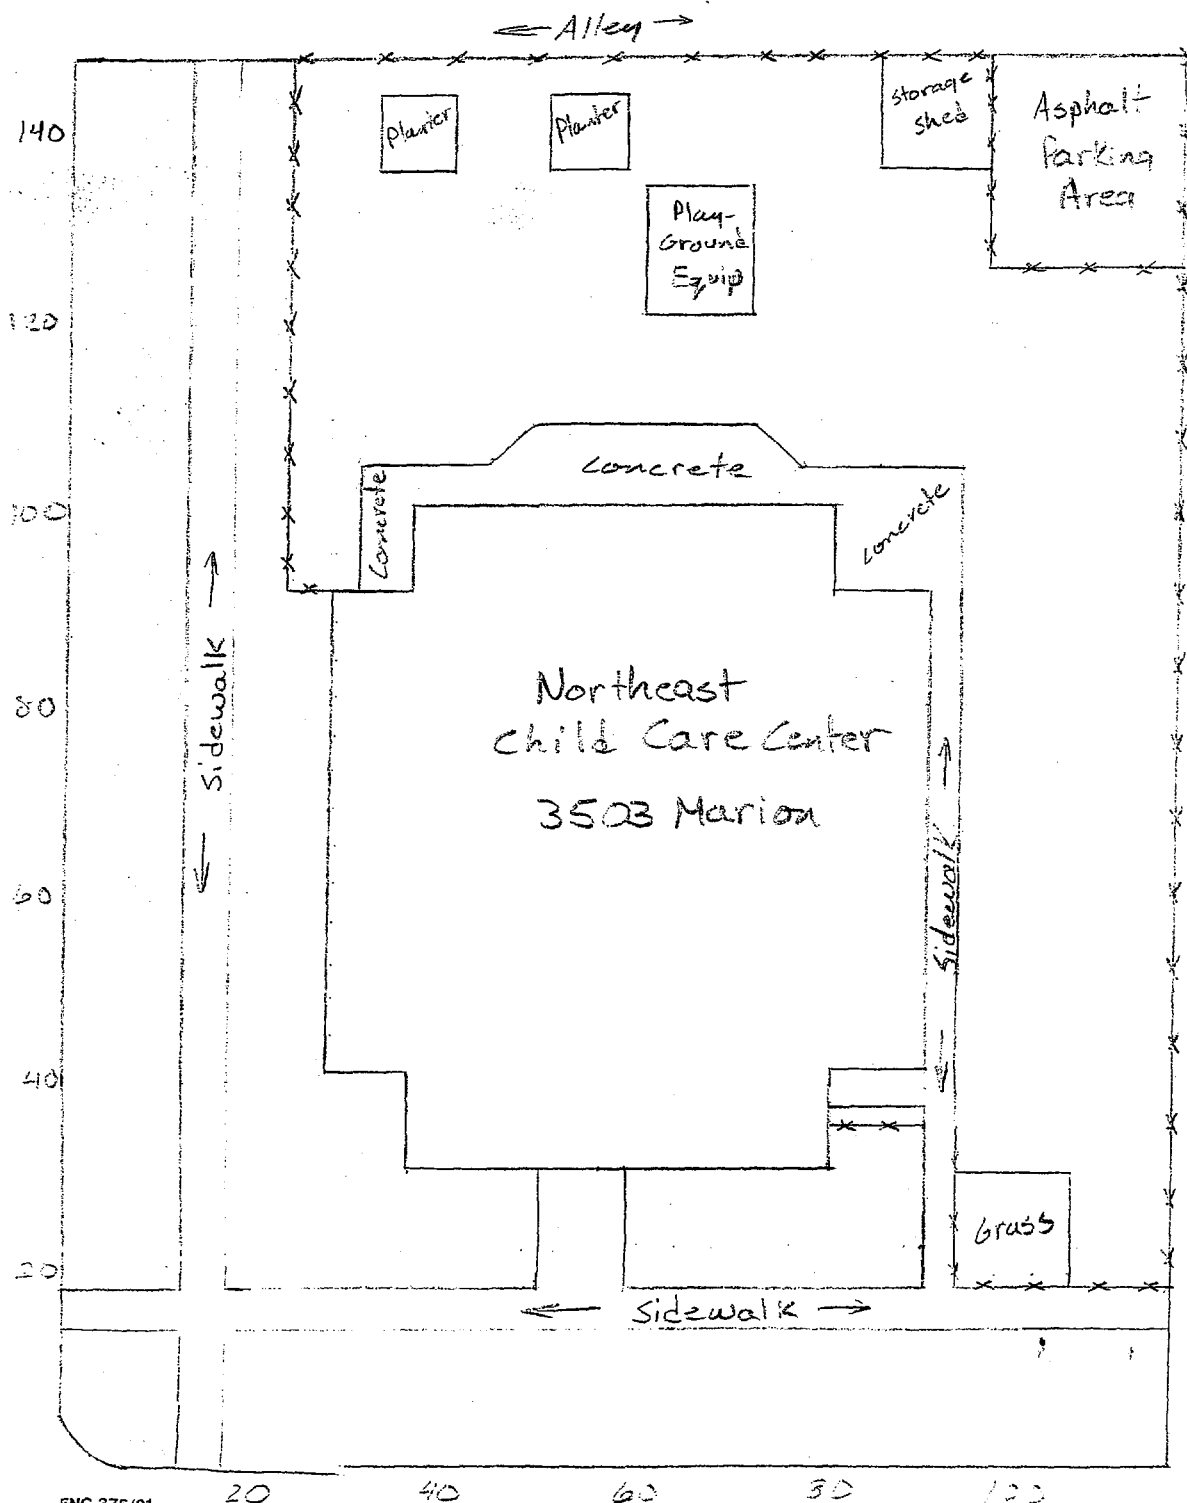 ← Alley →
140
Planter
Planter
Storage
shed
Asphalt
Parking
Area
Play-
Ground
Equip
120
Concrete
100
Concrete
Concrete
← Sidewalk →
80
Northeast
Child Care Center
3503 Marion
60
← Sidewalk →
40
Grass
20
← Sidewalk →
20
40
60
80